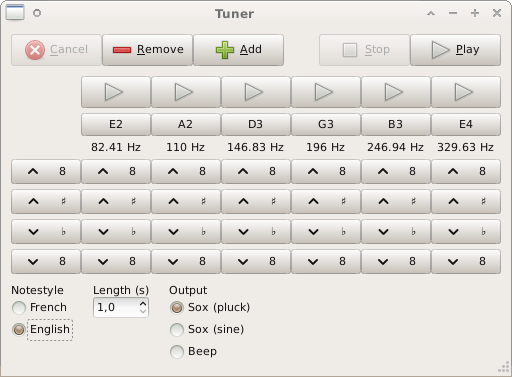 Tuner
Cancel Remove Add Stop Play
E2 A2 D3 G3 B3 E4
82.41 Hz 110 Hz 146.83 Hz 196 Hz 246.94 Hz 329.63 Hz
8 8 8 8 8 8 8
♯ ♯ ♯ ♯ ♯ ♯ ♯
♭ ♭ ♭ ♭ ♭ ♭ ♭
8 8 8 8 8 8 8
Notestyle Length (s) Output
French 1,0 Sox (pluck)
English Sox (sine)
Beep